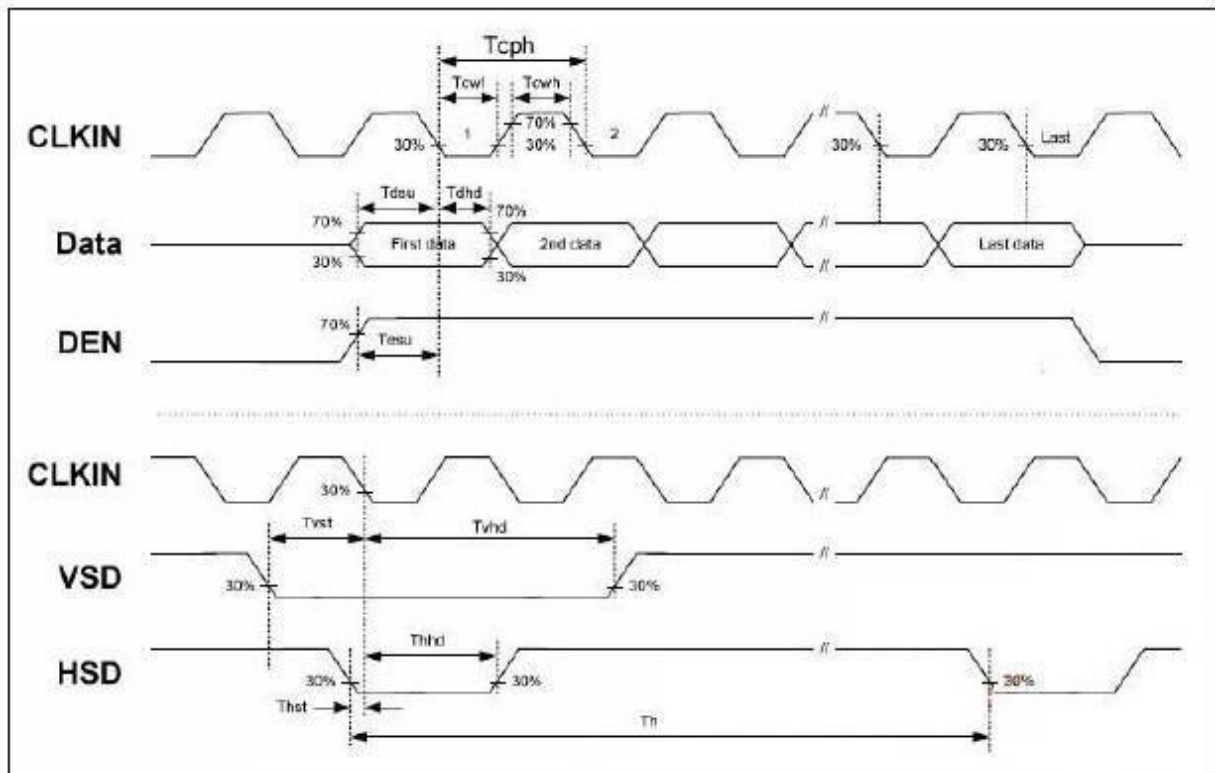 Tcph
Tcwl Tcwh
CLKIN 30% 1 70% 30% 2 // 30% 30% Last
Tdsu Tdhd
70% 70%
Data First data 2nd data // Last data
30% 30% //
DEN 70% //
Tesu
CLKIN 30% //
Tvst Tvhd
VSD 30% 30% //
Thhd //
HSD 30% 30% 30%
Thst
Th